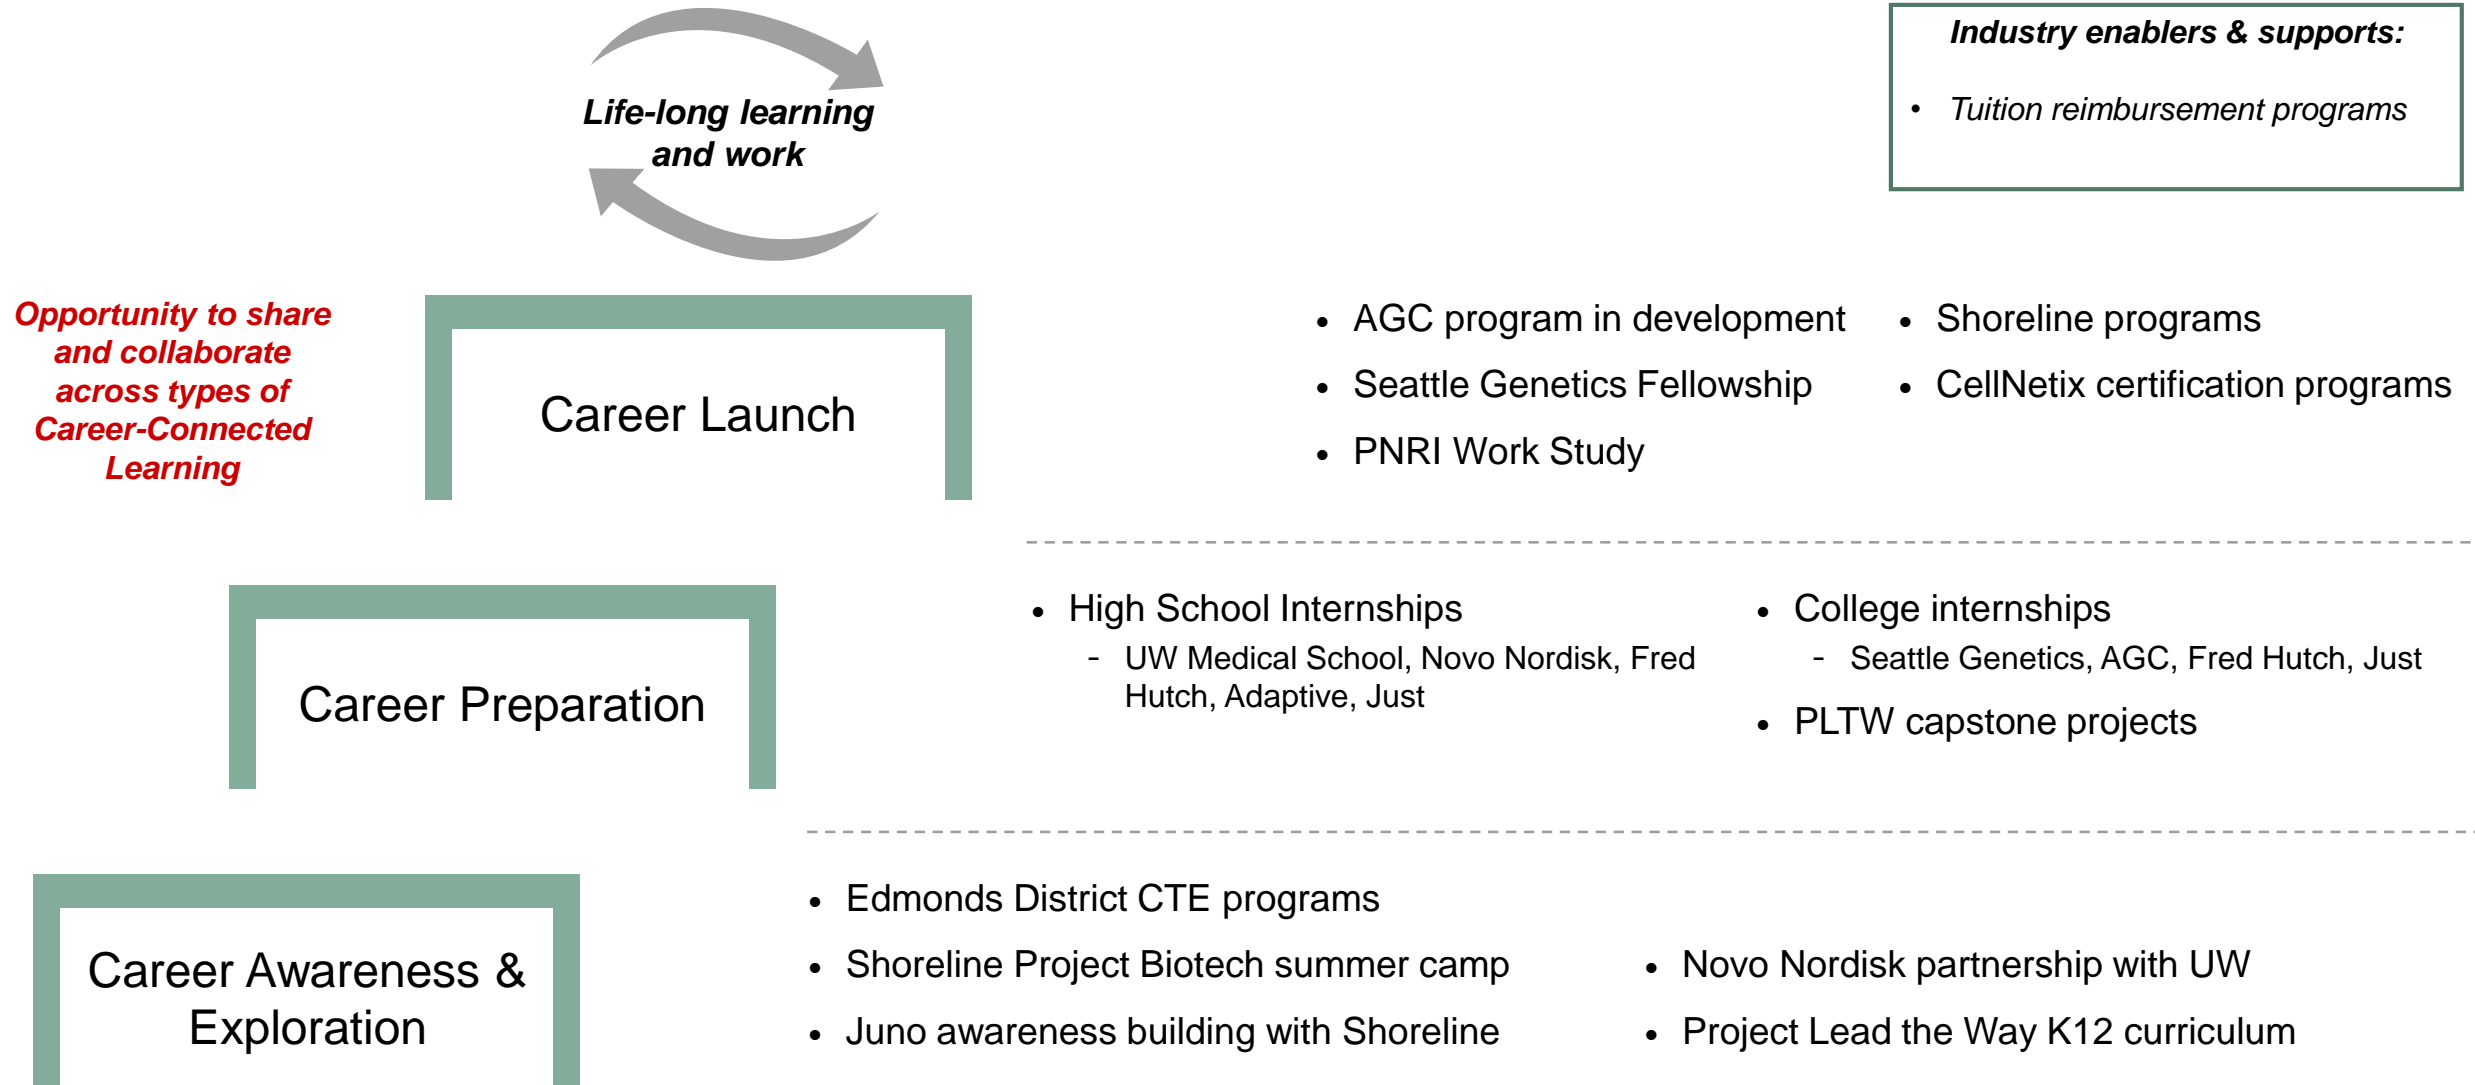 Life-long learning
and work
Industry enablers & supports:
• Tuition reimbursement programs
Opportunity to share
and collaborate
across types of
Career-Connected
Learning
Career Launch
• AGC program in development
• Seattle Genetics Fellowship
• PNRI Work Study
• Shoreline programs
• CellNetix certification programs
Career Preparation
• High School Internships
- UW Medical School, Novo Nordisk, Fred
Hutch, Adaptive, Just
• College internships
- Seattle Genetics, AGC, Fred Hutch, Just
• PLTW capstone projects
Career Awareness &
Exploration
• Edmonds District CTE programs
• Shoreline Project Biotech summer camp
• Juno awareness building with Shoreline
• Novo Nordisk partnership with UW
• Project Lead the Way K12 curriculum